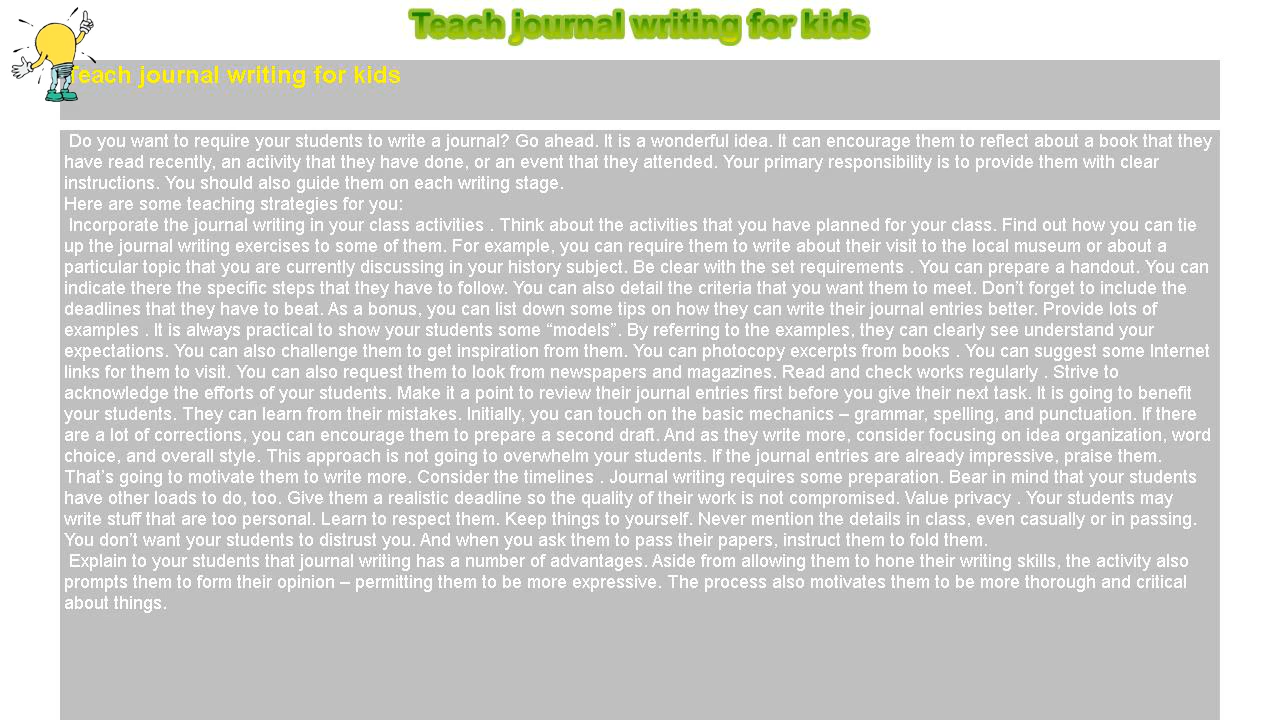 Teach journal writing for kids
Teach journal writing for kids
Do you want to require your students to write a journal? Go ahead. It is a wonderful idea. It can encourage them to reflect about a book that they
have read recently, an activity that they have done, or an event that they attended. Your primary responsibility is to provide them with clear
instructions. You should also guide them on each writing stage.
Here are some teaching strategies for you:
Incorporate the journal writing in your class activities . Think about the activities that you have planned for your class. Find out how you can tie
up the journal writing exercises to some of them. For example, you can require them to write about their visit to the local museum or about a
particular topic that you are currently discussing in your history subject. Be clear with the set requirements . You can prepare a handout. You can
indicate there the specific steps that they have to follow. You can also detail the criteria that you want them to meet. Don’t forget to include the
deadlines that they have to beat. As a bonus, you can list down some tips on how they can write their journal entries better. Provide lots of
examples . It is always practical to show your students some “models”. By referring to the examples, they can clearly see understand your
expectations. You can also challenge them to get inspiration from them. You can photocopy excerpts from books . You can suggest some Internet
links for them to visit. You can also request them to look from newspapers and magazines. Read and check works regularly . Strive to
acknowledge the efforts of your students. Make it a point to review their journal entries first before you give their next task. It is going to benefit
your students. They can learn from their mistakes. Initially, you can touch on the basic mechanics – grammar, spelling, and punctuation. If there
are a lot of corrections, you can encourage them to prepare a second draft. And as they write more, consider focusing on idea organization, word
choice, and overall style. This approach is not going to overwhelm your students. If the journal entries are already impressive, praise them.
That’s going to motivate them to write more. Consider the timelines . Journal writing requires some preparation. Bear in mind that your students
have other loads to do, too. Give them a realistic deadline so the quality of their work is not compromised. Value privacy . Your students may
write stuff that are too personal. Learn to respect them. Keep things to yourself. Never mention the details in class, even casually or in passing.
You don’t want your students to distrust you. And when you ask them to pass their papers, instruct them to fold them.
Explain to your students that journal writing has a number of advantages. Aside from allowing them to hone their writing skills, the activity also
prompts them to form their opinion – permitting them to be more expressive. The process also motivates them to be more thorough and critical
about things.